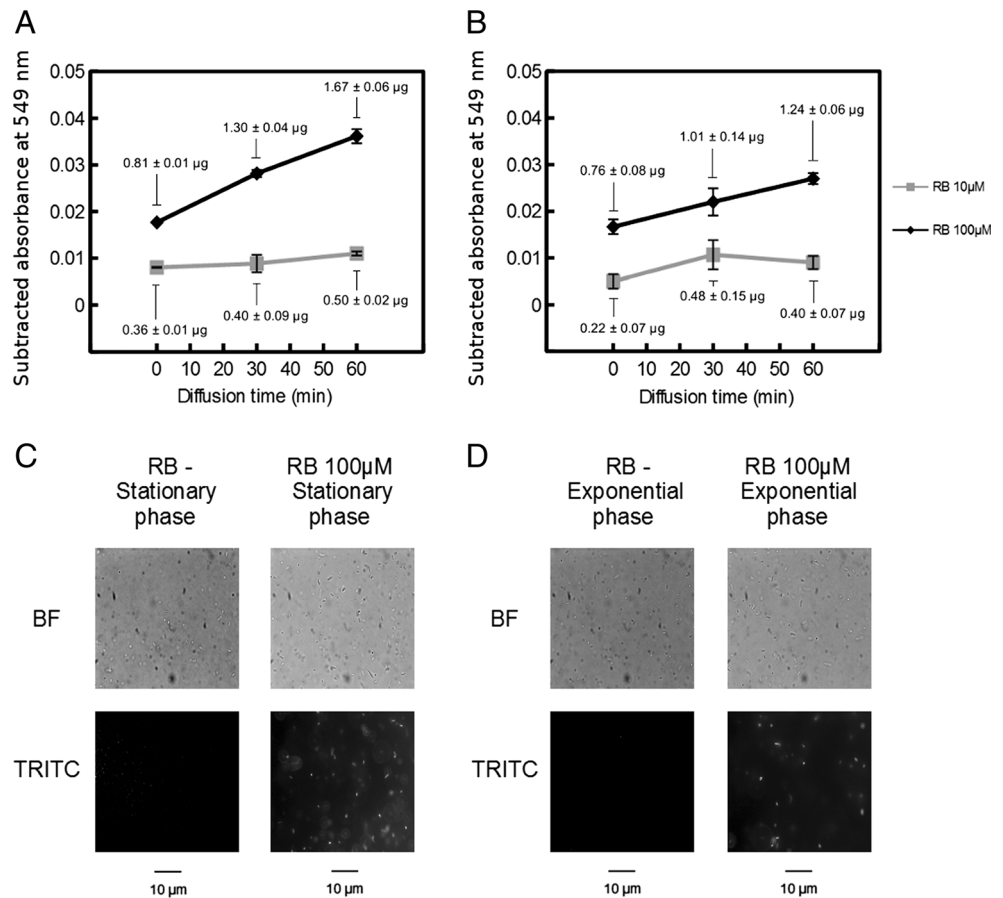 A
Subtracted absorbance at 549 nm
0.05
0.04
0.03
0.02
0.01
0
1.67 ± 0.06 µg
1.30 ± 0.04 µg
0.81 ± 0.01 µg
0.36 ± 0.01 µg
0.40 ± 0.09 µg
0.50 ± 0.02 µg
0 10 20 30 40 50 60
Diffusion time (min)
B
Subtracted absorbance at 549 nm
0.05
0.04
0.03
0.02
0.01
0
1.24 ± 0.06 µg
1.01 ± 0.14 µg
0.76 ± 0.08 µg
0.22 ± 0.07 µg
0.48 ± 0.15 µg
0.40 ± 0.07 µg
0 10 20 30 40 50 60
Diffusion time (min)
RB 10µM
RB 100µM
C
RB -
Stationary
phase
RB 100µM
Stationary
phase
BF
TRITC
10 µm
10 µm
D
RB -
Exponential
phase
RB 100µM
Exponential
phase
BF
TRITC
10 µm
10 µm